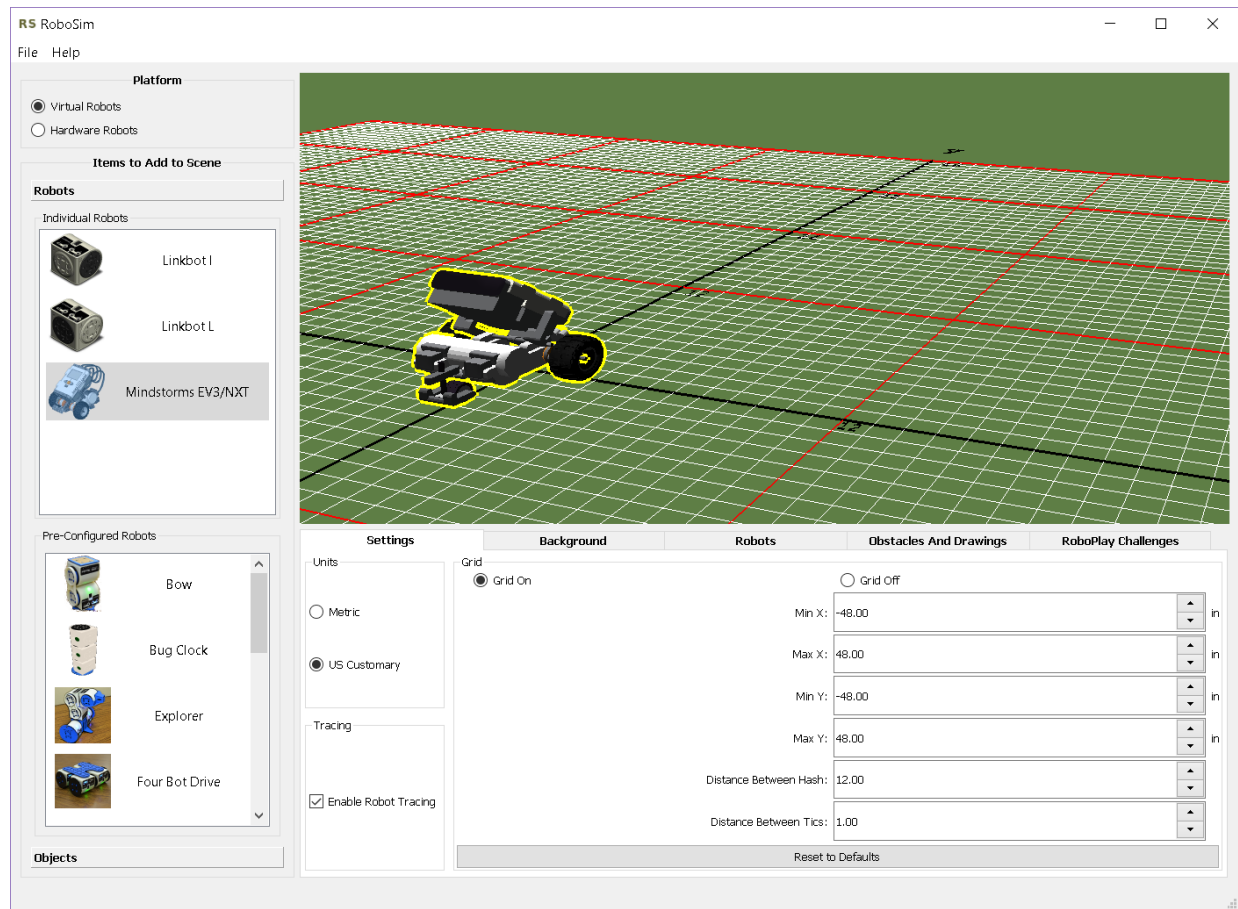 RS RoboSim
File Help
Platform
Virtual Robots
Hardware Robots
Items to Add to Scene
Robots
Individual Robots
Linkbot I
Linkbot L
Mindstorms EV3/NXT
Pre-Configured Robots
Bow
Bug Clock
Explorer
Four Bot Drive
Objects
12
Settings
Background
Robots
Obstacles And Drawings
RoboPlay Challenges
Units
Metric
US Customary
Tracing
Enable Robot Tracing
Grid
Grid On
Grid Off
Min X: -48.00 in
Max X: 48.00 in
Min Y: -48.00 in
Max Y: 48.00 in
Distance Between Hash: 12.00
Distance Between Tics: 1.00
Reset to Defaults